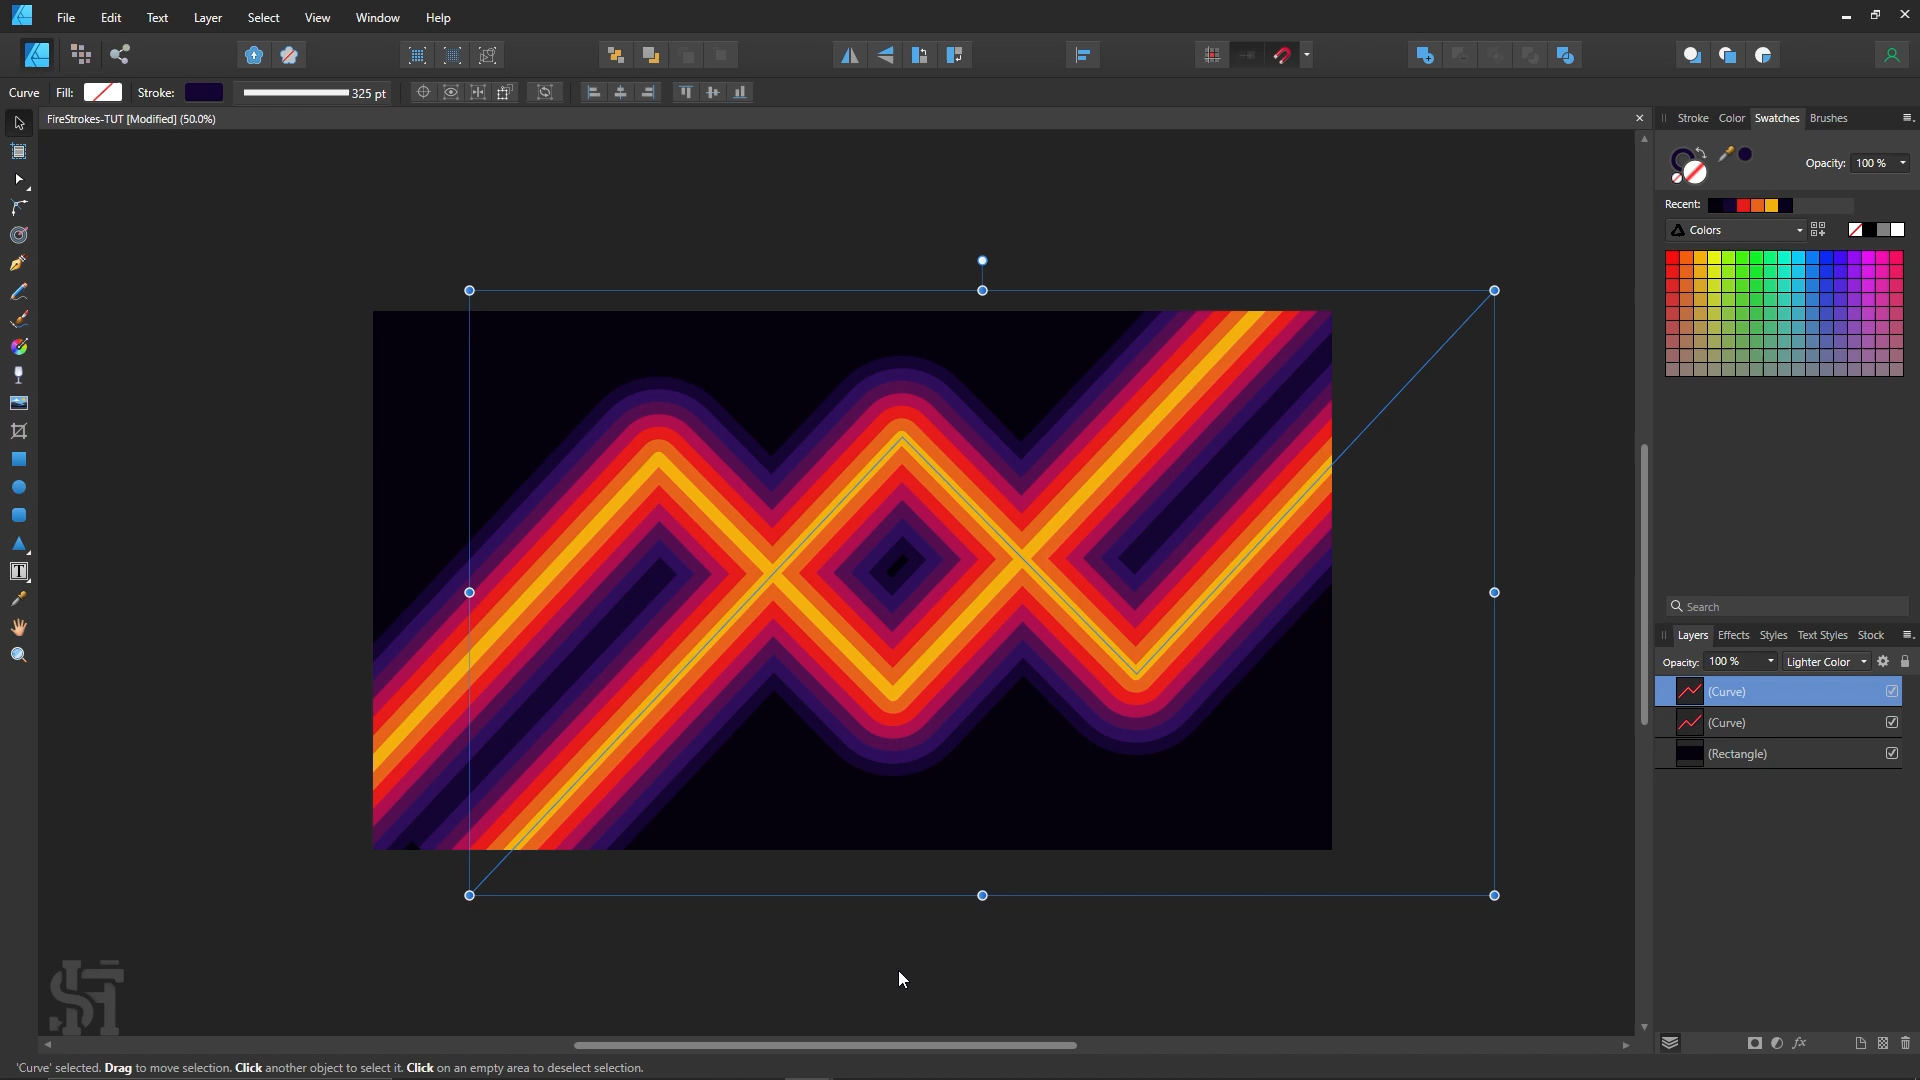 File Edit Text Layer Select View Window Help
Curve Fill: Stroke: 325 pt
FireStrokes-TUT [Modified] (50.0%)
Stroke Color Swatches Brushes
Opacity: 100 %
Recent:
Colors
Search
Layers Effects Styles Text Styles Stock
Opacity: 100 % Lighter Color
(Curve)
(Curve)
(Rectangle)
'Curve' selected. Drag to move selection. Click another object to select it. Click on an empty area to deselect selection.